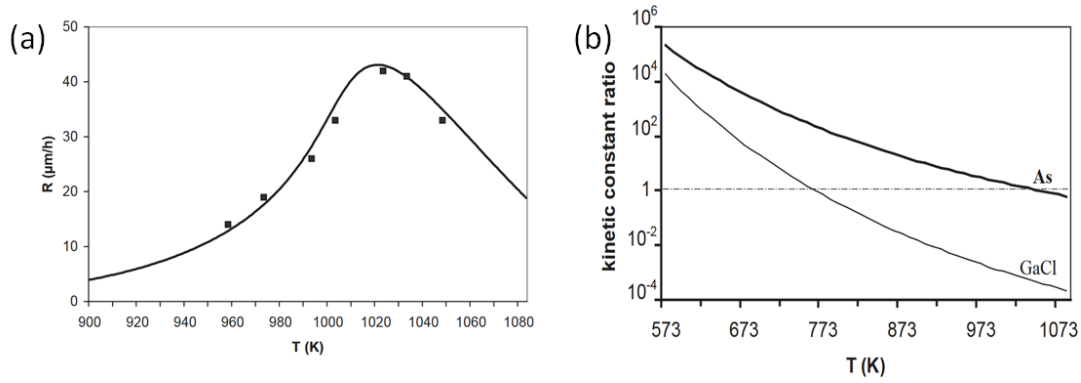 (a)
50
40
30
20
10
0
R (µm/h)
900 920 940 960 980 1000 1020 1040 1060 1080
T (K)
(b)
10^6
10^4
10^2
1
10^-2
10^-4
kinetic constant ratio
As
GaCl
573 673 773 873 973 1073
T (K)